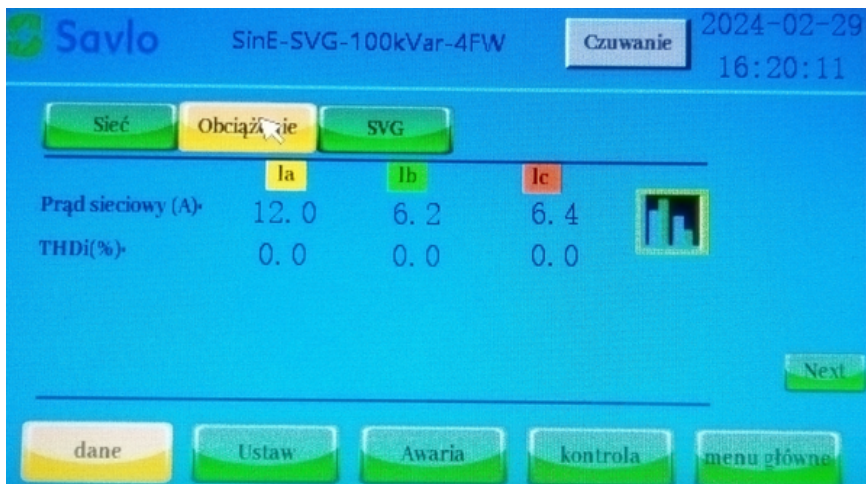 Savlo SinE-SVG-100kVar-4FW Czuwanie 2024-02-29
16:20:11
Sieć Obciążenie SVG
Ia Ib Ic
Prąd sieciowy (A): 12.0 6.2 6.4
THDi(%): 0.0 0.0 0.0
Next
dane Ustaw Awaria kontrola menu główne